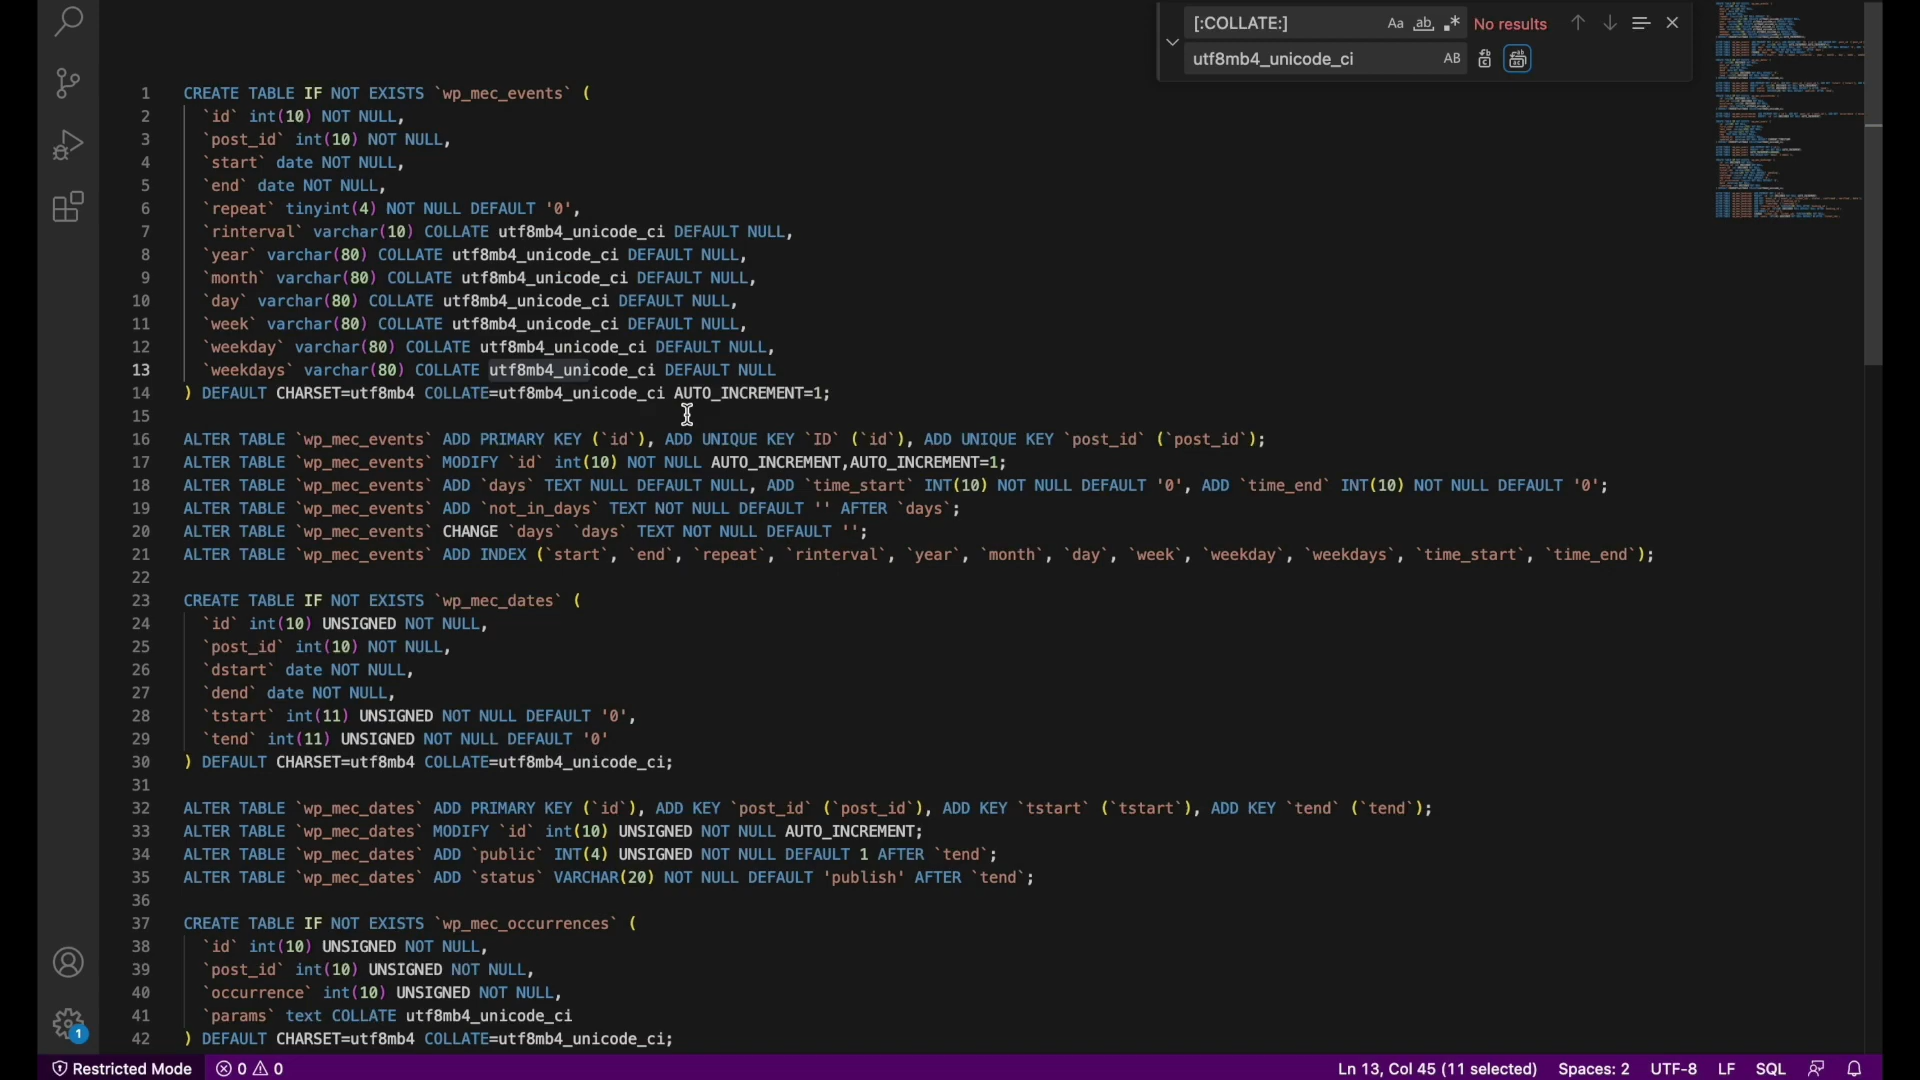 [:COLLATE:] Aa ab .* No results
utf8mb4_unicode_ci AB
1 CREATE TABLE IF NOT EXISTS `wp_mec_events` (
2 `id` int(10) NOT NULL,
3 `post_id` int(10) NOT NULL,
4 `start` date NOT NULL,
5 `end` date NOT NULL,
6 `repeat` tinyint(4) NOT NULL DEFAULT '0',
7 `rinterval` varchar(10) COLLATE utf8mb4_unicode_ci DEFAULT NULL,
8 `year` varchar(80) COLLATE utf8mb4_unicode_ci DEFAULT NULL,
9 `month` varchar(80) COLLATE utf8mb4_unicode_ci DEFAULT NULL,
10 `day` varchar(80) COLLATE utf8mb4_unicode_ci DEFAULT NULL,
11 `week` varchar(80) COLLATE utf8mb4_unicode_ci DEFAULT NULL,
12 `weekday` varchar(80) COLLATE utf8mb4_unicode_ci DEFAULT NULL,
13 `weekdays` varchar(80) COLLATE utf8mb4_unicode_ci DEFAULT NULL
14 ) DEFAULT CHARSET=utf8mb4 COLLATE=utf8mb4_unicode_ci AUTO_INCREMENT=1;
15
16 ALTER TABLE `wp_mec_events` ADD PRIMARY KEY (`id`), ADD UNIQUE KEY `ID` (`id`), ADD UNIQUE KEY `post_id` (`post_id`);
17 ALTER TABLE `wp_mec_events` MODIFY `id` int(10) NOT NULL AUTO_INCREMENT,AUTO_INCREMENT=1;
18 ALTER TABLE `wp_mec_events` ADD `days` TEXT NULL DEFAULT NULL, ADD `time_start` INT(10) NOT NULL DEFAULT '0', ADD `time_end` INT(10) NOT NULL DEFAULT '0';
19 ALTER TABLE `wp_mec_events` ADD `not_in_days` TEXT NOT NULL DEFAULT '' AFTER `days`;
20 ALTER TABLE `wp_mec_events` CHANGE `days` `days` TEXT NOT NULL DEFAULT '';
21 ALTER TABLE `wp_mec_events` ADD INDEX (`start`, `end`, `repeat`, `rinterval`, `year`, `month`, `day`, `week`, `weekday`, `weekdays`, `time_start`, `time_end`);
22
23 CREATE TABLE IF NOT EXISTS `wp_mec_dates` (
24 `id` int(10) UNSIGNED NOT NULL,
25 `post_id` int(10) NOT NULL,
26 `dstart` date NOT NULL,
27 `dend` date NOT NULL,
28 `tstart` int(11) UNSIGNED NOT NULL DEFAULT '0',
29 `tend` int(11) UNSIGNED NOT NULL DEFAULT '0'
30 ) DEFAULT CHARSET=utf8mb4 COLLATE=utf8mb4_unicode_ci;
31
32 ALTER TABLE `wp_mec_dates` ADD PRIMARY KEY (`id`), ADD KEY `post_id` (`post_id`), ADD KEY `tstart` (`tstart`), ADD KEY `tend` (`tend`);
33 ALTER TABLE `wp_mec_dates` MODIFY `id` int(10) UNSIGNED NOT NULL AUTO_INCREMENT;
34 ALTER TABLE `wp_mec_dates` ADD `public` INT(4) UNSIGNED NOT NULL DEFAULT 1 AFTER `tend`;
35 ALTER TABLE `wp_mec_dates` ADD `status` VARCHAR(20) NOT NULL DEFAULT 'publish' AFTER `tend`;
36
37 CREATE TABLE IF NOT EXISTS `wp_mec_occurrences` (
38 `id` int(10) UNSIGNED NOT NULL,
39 `post_id` int(10) UNSIGNED NOT NULL,
40 `occurrence` int(10) UNSIGNED NOT NULL,
41 `params` text COLLATE utf8mb4_unicode_ci
42 ) DEFAULT CHARSET=utf8mb4 COLLATE=utf8mb4_unicode_ci;
1
Restricted Mode 0 0 Ln 13, Col 45 (11 selected) Spaces: 2 UTF-8 LF SQL